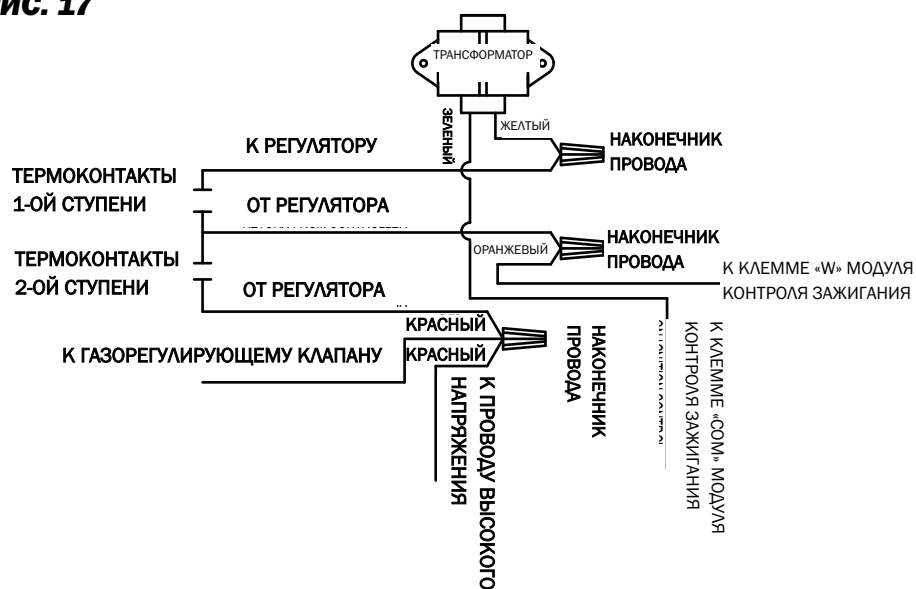 ИС. 17
ТРАНСФОРМАТОР
ЗЕЛЕНЫЙ
ЖЕЛТЫЙ
К РЕГУЛЯТОРУ
НАКОНЕЧНИК
ПРОВОДА
ТЕРМОКОНТАКТЫ
1-ОЙ СТУПЕНИ
ОТ РЕГУЛЯТОРА
ОРАНЖЕВЫЙ
НАКОНЕЧНИК
ПРОВОДА
ТЕРМОКОНТАКТЫ
2-ОЙ СТУПЕНИ
К КЛЕММЕ «W» МОДУЛЯ
КОНТРОЛЯ ЗАЖИГАНИЯ
ОТ РЕГУЛЯТОРА
КРАСНЫЙ
К ГАЗОРЕГУЛИРУЮЩЕМУ КЛАПАНУ
КРАСНЫЙ
НАКОНЕЧНИК
ПРОВОДА
К КЛЕММЕ «COM» МОДУЛЯ
КОНТРОЛЯ ЗАЖИГАНИЯ
К ПРОВОДУ ВЫСОКОГО
НАПРЯЖЕНИЯ